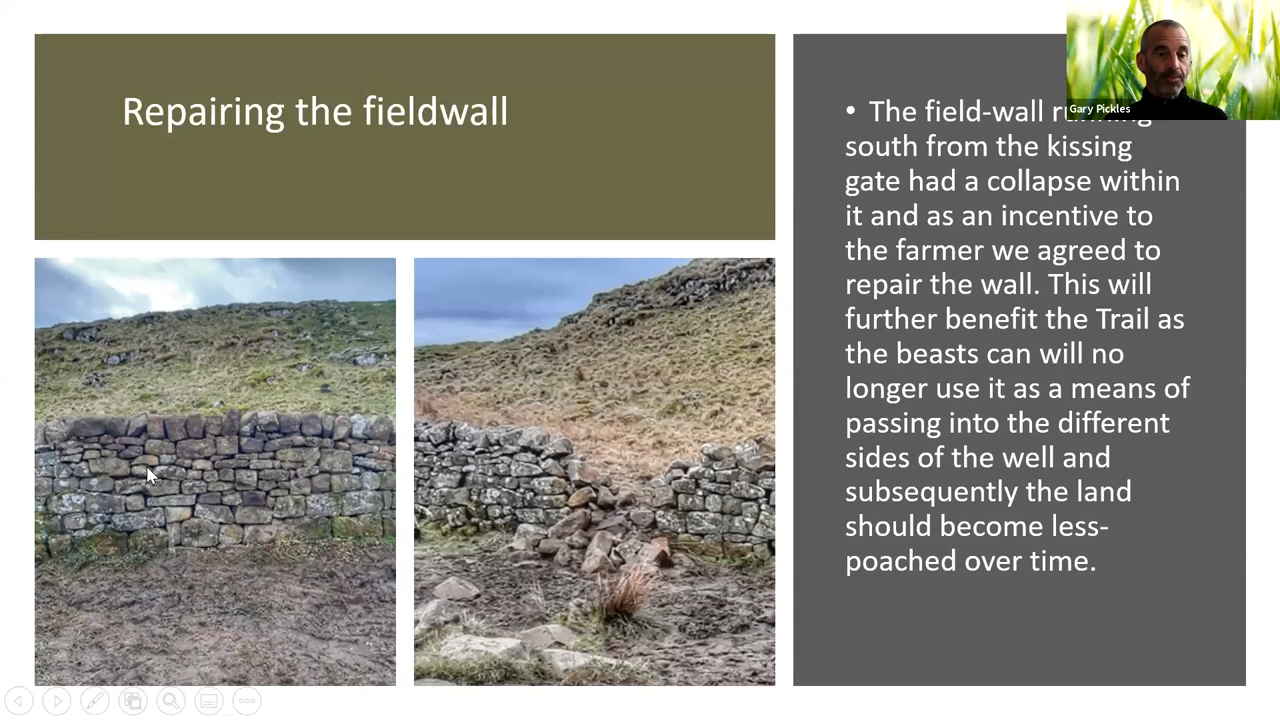 Repairing the fieldwall
Gary Pickles
• The field-wall running
south from the kissing
gate had a collapse within
it and as an incentive to
the farmer we agreed to
repair the wall. This will
further benefit the Trail as
the beasts can will no
longer use it as a means of
passing into the different
sides of the well and
subsequently the land
should become less-
poached over time.